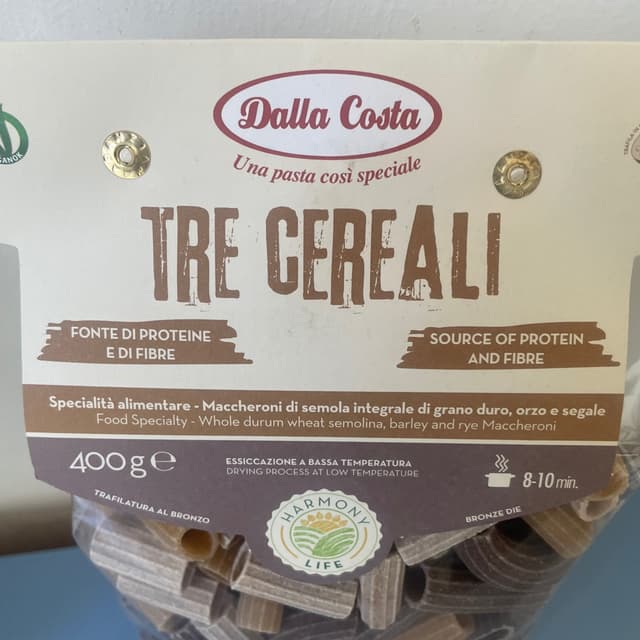 Dalla Costa
Una pasta così speciale
TRE CEREALI
FONTE DI PROTEINE
E DI FIBRE
SOURCE OF PROTEIN
AND FIBRE
Specialità alimentare - Maccheroni di semola integrale di grano duro, orzo e segale
Food Specialty - Whole durum wheat semolina, barley and rye Maccheroni
400g ℮
ESSICCAZIONE A BASSA TEMPERATURA
DRYING PROCESS AT LOW TEMPERATURE
8-10 min.
TRAFILATURA AL BRONZO
HARMONY
LIFE
BRONZE DIE